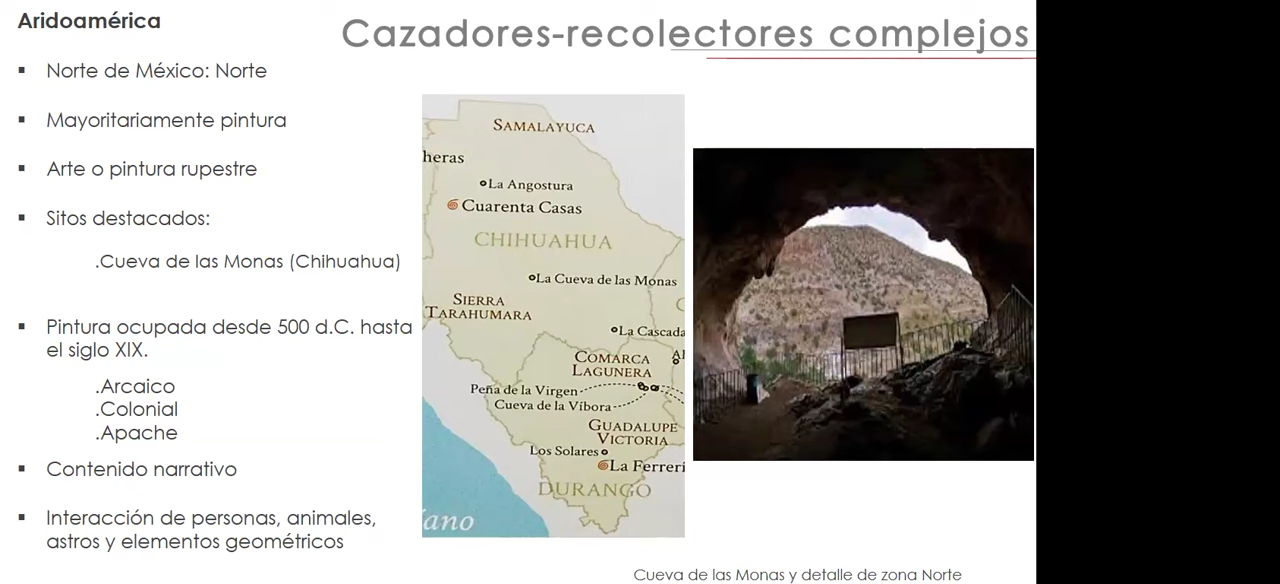 Aridoamérica
Cazadores-recolectores complejos
▪ Norte de México: Norte
▪ Mayoritariamente pintura
▪ Arte o pintura rupestre
▪ Sitos destacados:
.Cueva de las Monas (Chihuahua)
▪ Pintura ocupada desde 500 d.C. hasta
el siglo XIX.
.Arcaico
.Colonial
.Apache
▪ Contenido narrativo
▪ Interacción de personas, animales,
astros y elementos geométricos
SAMALAYUCA
heras
La Angostura
Cuarenta Casas
CHIHUAHUA
La Cueva de las Monas
SIERRA
TARAHUMARA
La Cascada
COMARCA
LAGUNERA
Peña de la Virgen
Cueva de la Víbora
GUADALUPE
VICTORIA
Los Solares
La Ferrerí
DURANGO
ano
Cueva de las Monas y detalle de zona Norte